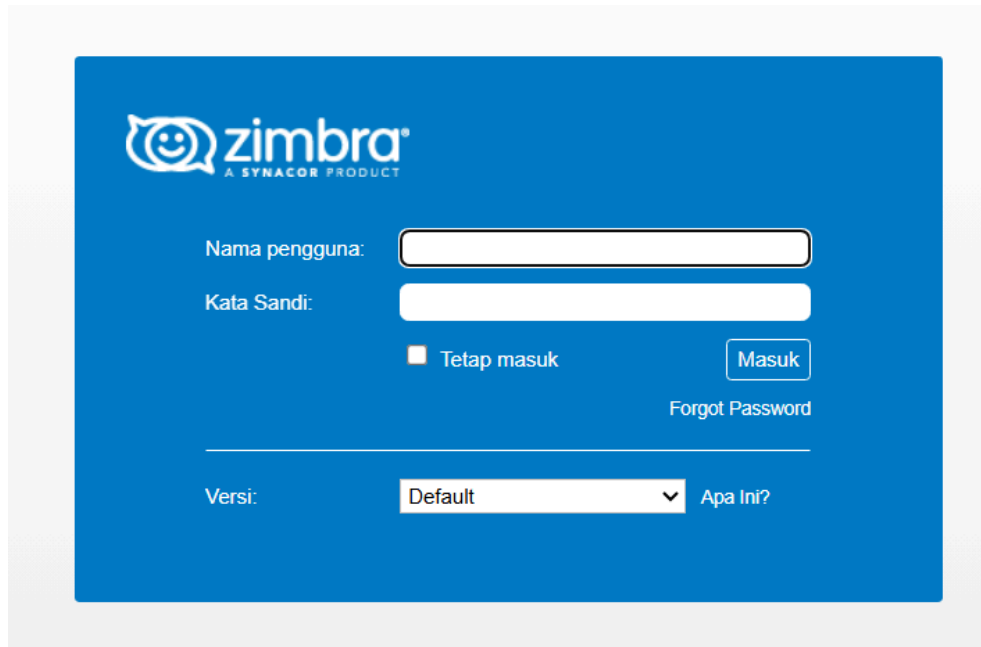 zimbra®
A SYNACOR PRODUCT
Nama pengguna:
Kata Sandi:
Tetap masuk Masuk
Forgot Password
Versi: Default Apa Ini?